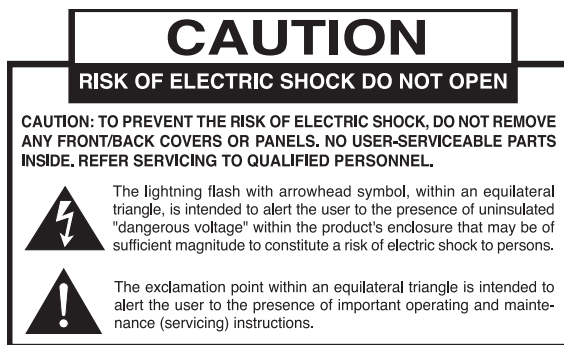 CAUTION
RISK OF ELECTRIC SHOCK DO NOT OPEN
CAUTION: TO PREVENT THE RISK OF ELECTRIC SHOCK, DO NOT REMOVE
ANY FRONT/BACK COVERS OR PANELS. NO USER-SERVICEABLE PARTS
INSIDE. REFER SERVICING TO QUALIFIED PERSONNEL.
The lightning flash with arrowhead symbol, within an equilateral
triangle, is intended to alert the user to the presence of uninsulated
"dangerous voltage" within the product's enclosure that may be of
sufficient magnitude to constitute a risk of electric shock to persons.
The exclamation point within an equilateral triangle is intended to
alert the user to the presence of important operating and mainte-
nance (servicing) instructions.